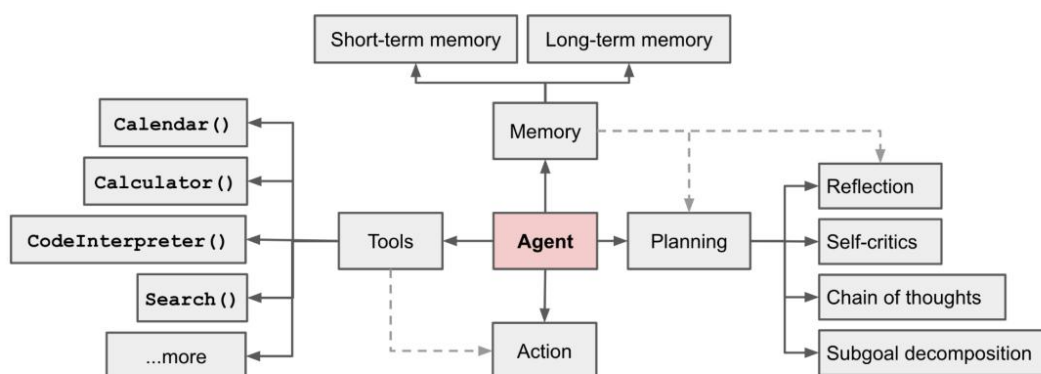 Short-term memory
Long-term memory
Calendar()
Memory
Calculator()
Reflection
CodeInterpreter()
Tools
Agent
Planning
Self-critics
Search()
Chain of thoughts
...more
Action
Subgoal decomposition